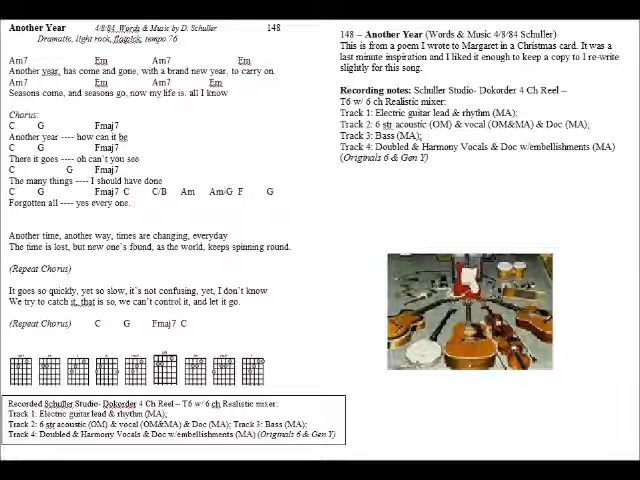 Another Year 4/8/84 Words & Music by D. Schuller 148
Dramatic, light rock, flatpick, tempo 76
Am7 Em Am7 Em
Another year, has come and gone, with a brand new year, to carry on.
Am7 Em Am7 Em
Seasons come, and seasons go, now my life is. all I know
Chorus:
C G Fmaj7
Another year ---- how can it be
C G Fmaj7
There it goes ---- oh can't you see
C G Fmaj7
The many things ---- I should have done
C G Fmaj7 C C/B Am Am/G F G
Forgotten all ---- yes every one.
Another time, another way, times are changing, everyday
The time is lost, but new one's found, as the world, keeps spinning round.
(Repeat Chorus)
It goes so quickly, yet so slow, it's not confusing, yet, I don't know
We try to catch it, that is so, we can't control it, and let it go.
(Repeat Chorus) C G Fmaj7 C
Recorded Schuller Studio- Dokorder 4 Ch Reel – T6 w/ 6 ch Realistic mixer:
Track 1: Electric guitar lead & rhythm (MA);
Track 2: 6 str acoustic (OM) & vocal (OM&MA) & Doc (MA); Track 3: Bass (MA);
Track 4: Doubled & Harmony Vocals & Doc w/embellishments (MA) (Originals 6 & Gen Y)
148 – Another Year (Words & Music 4/8/84 Schuller)
This is from a poem I wrote to Margaret in a Christmas card. It was a
last minute inspiration and I liked it enough to keep a copy to I re-write
slightly for this song.
Recording notes: Schuller Studio- Dokorder 4 Ch Reel –
T6 w/ 6 ch Realistic mixer:
Track 1: Electric guitar lead & rhythm (MA);
Track 2: 6 str acoustic (OM) & vocal (OM&MA) & Doc (MA);
Track 3: Bass (MA);
Track 4: Doubled & Harmony Vocals & Doc w/embellishments (MA)
(Originals 6 & Gen Y)